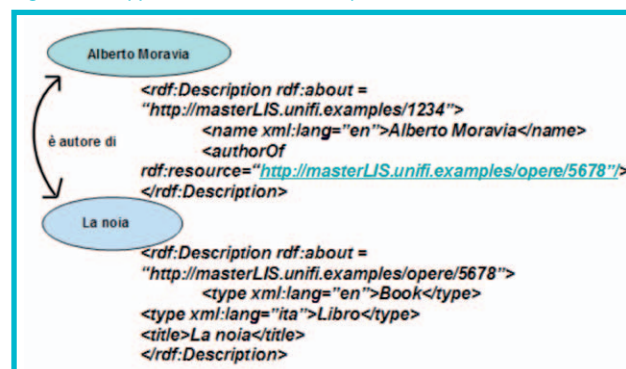 Alberto Moravia
<rdf:Description rdf:about =
“http://masterLIS.unifi.examples/1234”>
<name xml:lang=”en”>Alberto Moravia</name>
è autore di
<authorOf
rdf:resource=“http://masterLIS.unifi.examples/opere/5678”/>
</rdf:Description>
La noia
<rdf:Description rdf:about =
“http://masterLIS.unifi.examples/opere/5678”>
<type xml:lang=”en”>Book</type>
<type xml:lang=”ita”>Libro</type>
<title>La noia</title>
</rdf:Description>